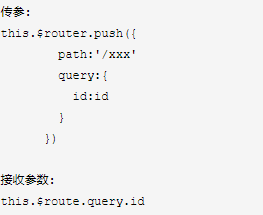 传参:
this.$router.push({
        path:'/xxx'
        query:{
          id:id
        }
      })
接收参数:
this.$route.query.id